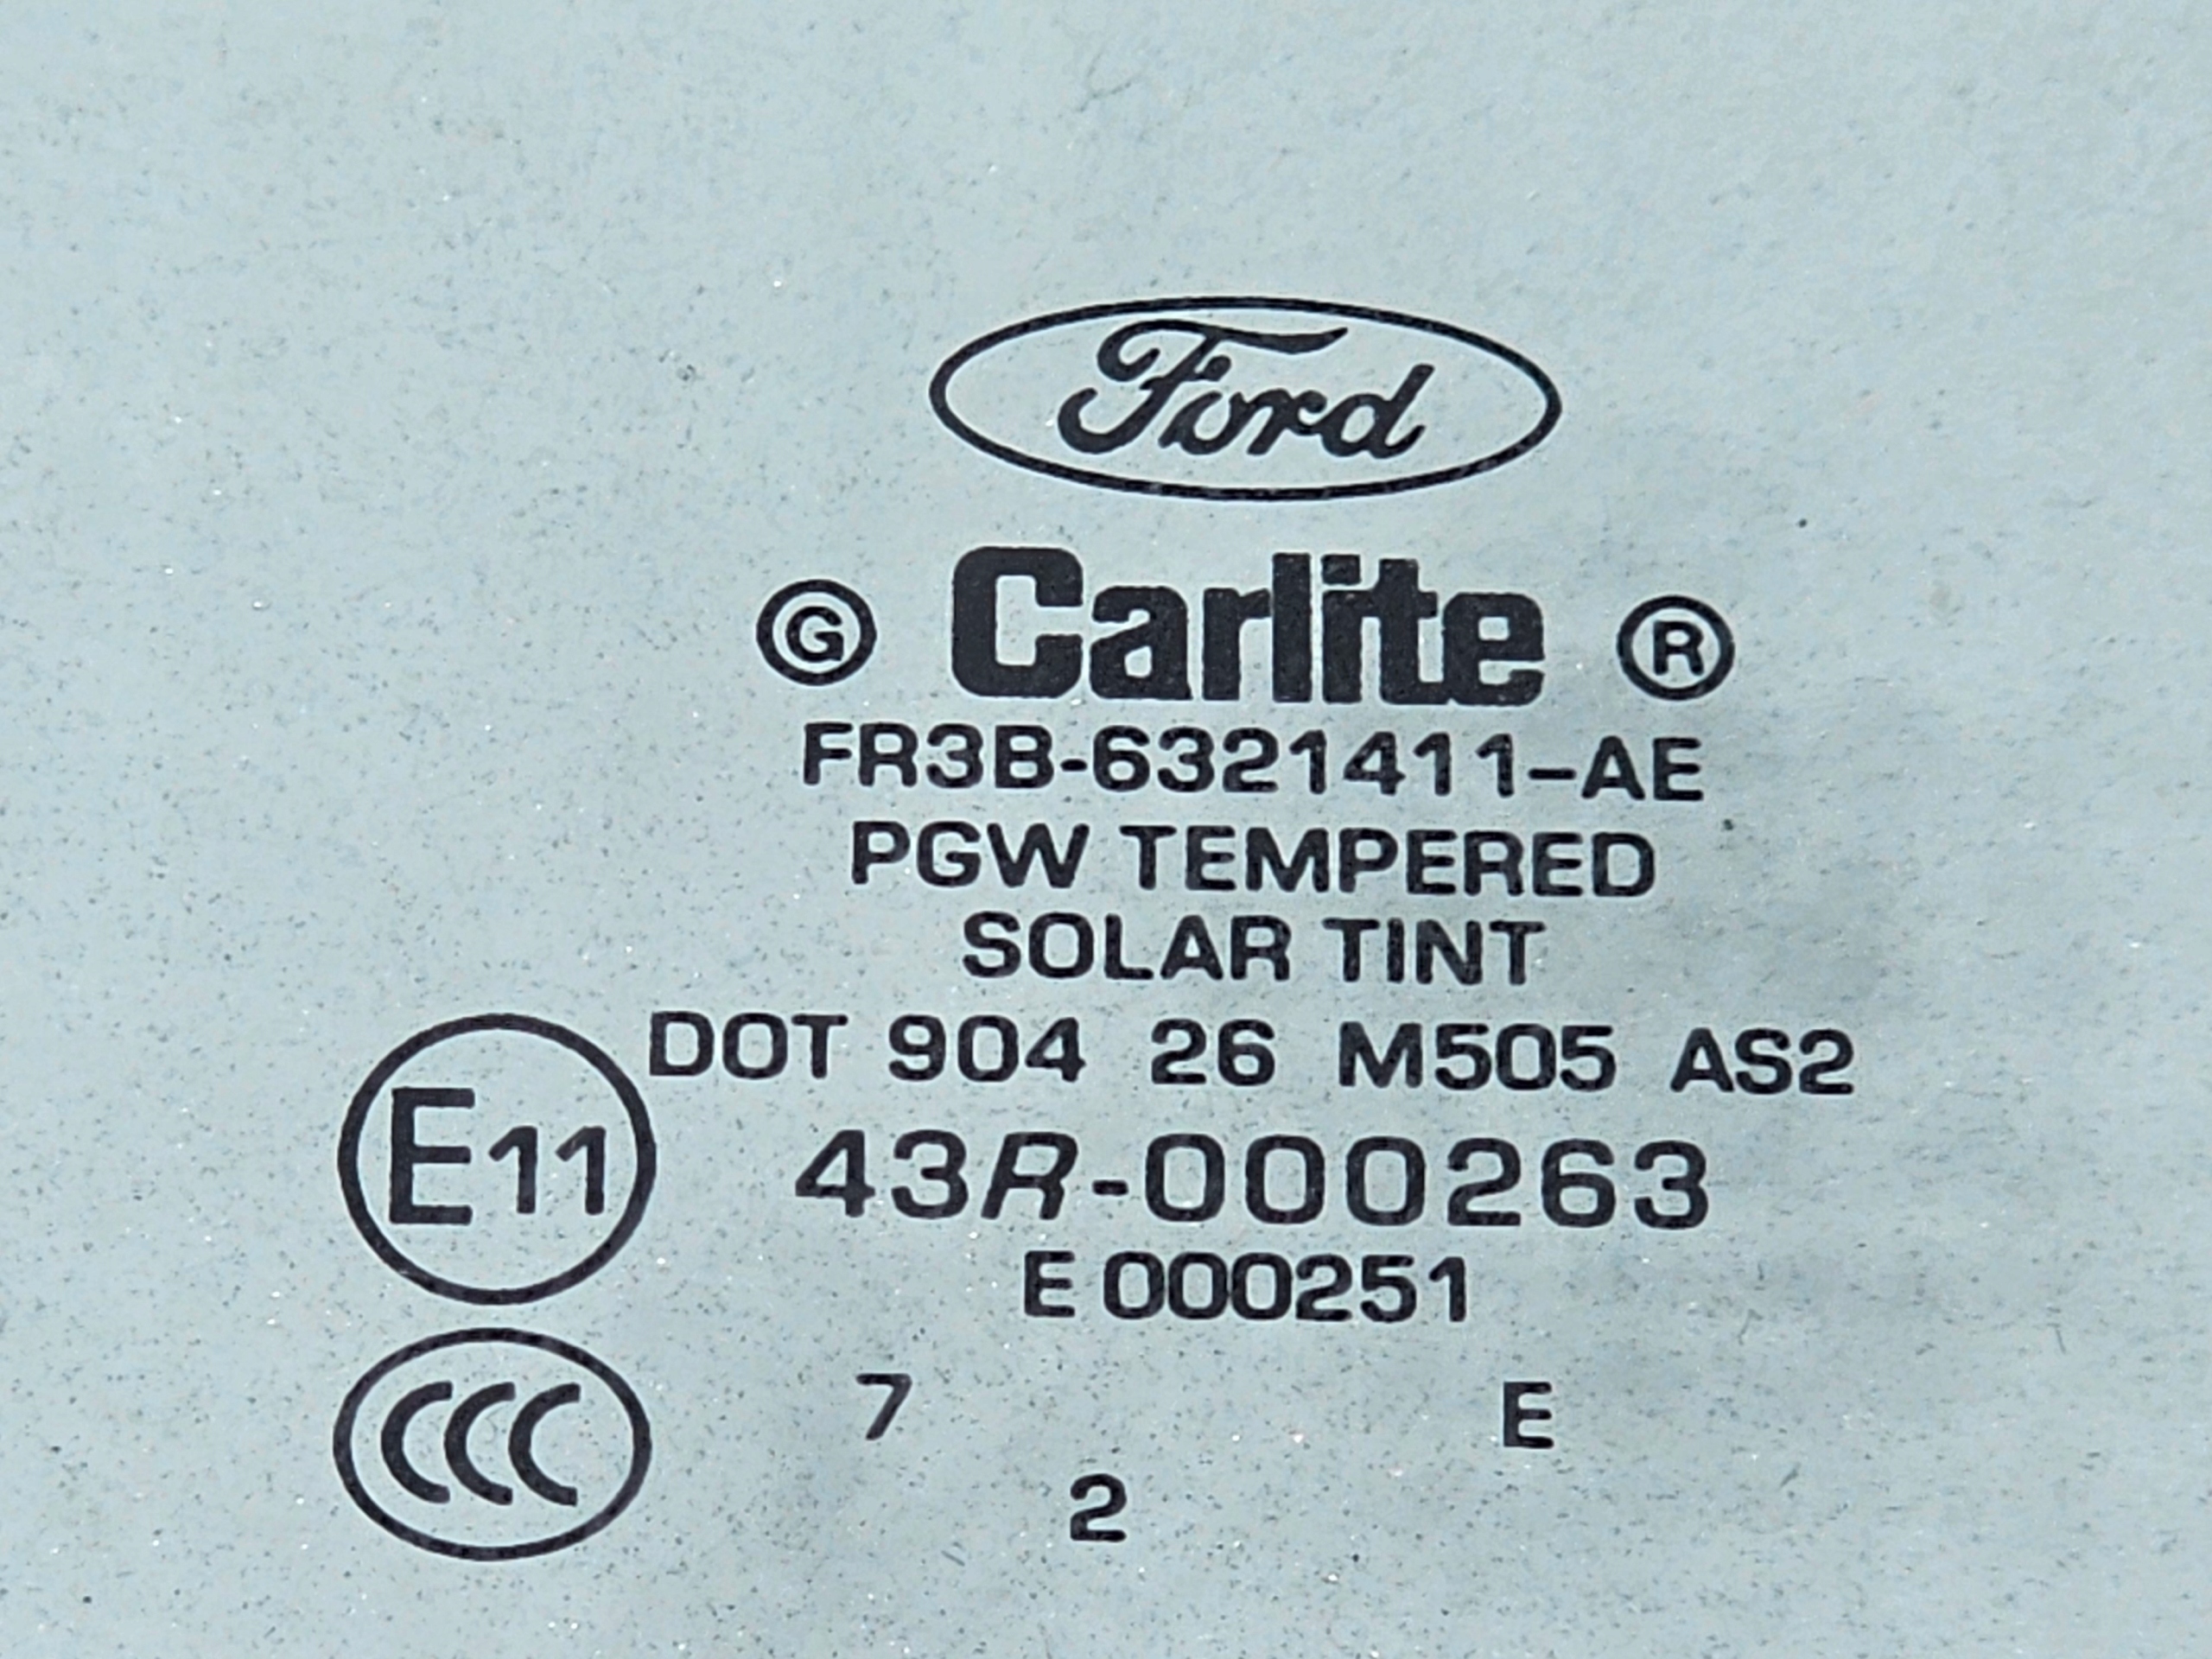 Ford
G Carlite ®
FR3B-6321411-AE
PGW TEMPERED
SOLAR TINT
DOT 904 26 M505 AS2
E11 43R-000263
E 000251
CCC
7 E
2